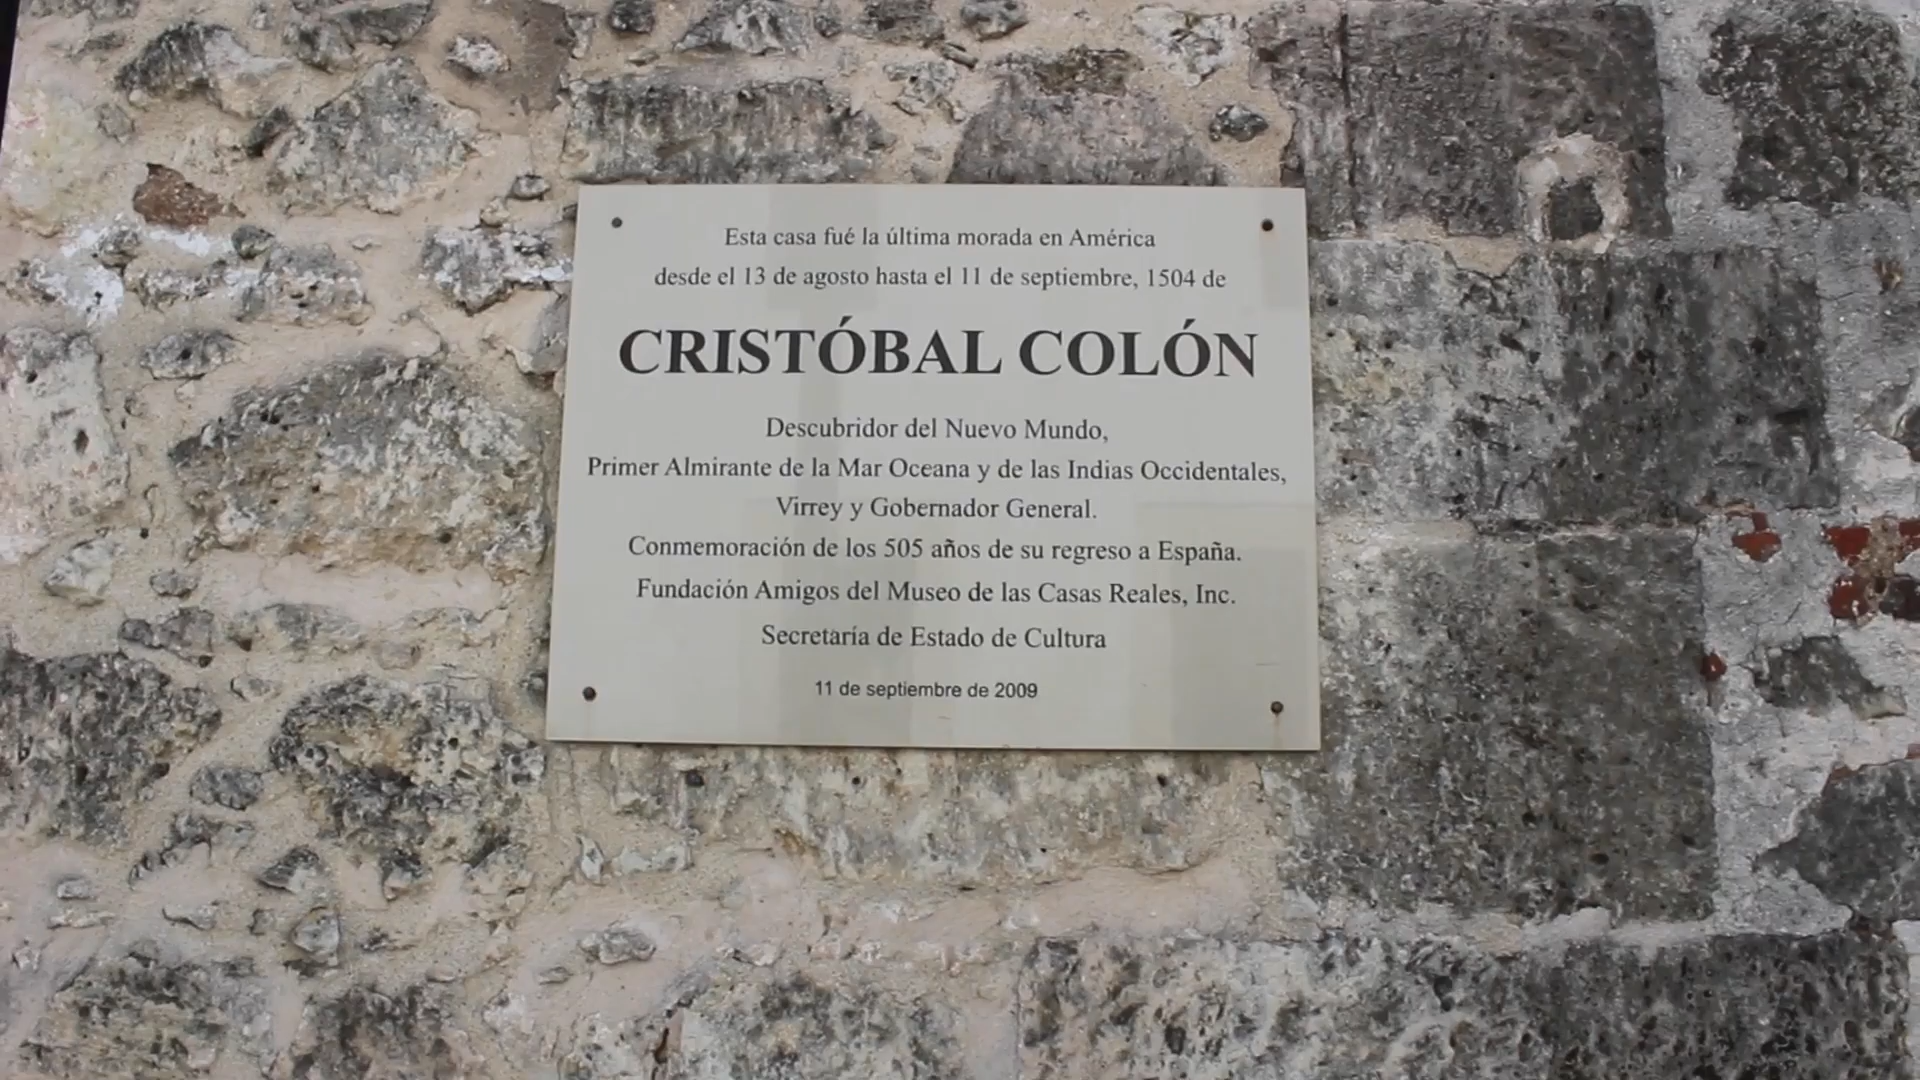 Esta casa fué la última morada en América
desde el 13 de agosto hasta el 11 de septiembre, 1504 de
CRISTÓBAL COLÓN
Descubridor del Nuevo Mundo,
Primer Almirante de la Mar Oceana y de las Indias Occidentales,
Virrey y Gobernador General.
Conmemoración de los 505 años de su regreso a España.
Fundación Amigos del Museo de las Casas Reales, Inc.
Secretaría de Estado de Cultura
11 de septiembre de 2009